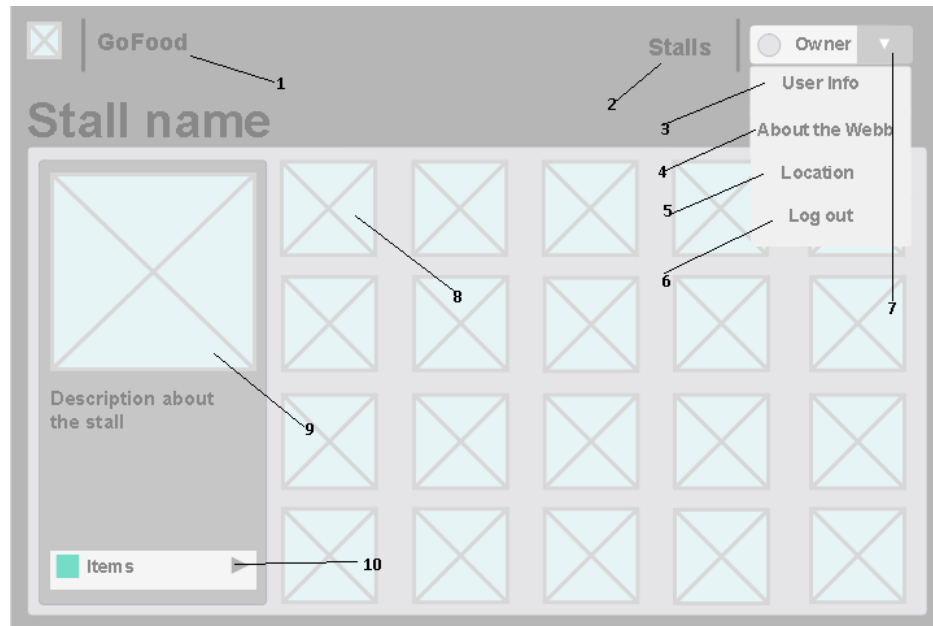 GoFood
1
Stalls
Owner
2
User Info
3
Stall name
About the Webb
4
Location
5
Log out
6
8
7
Description about
the stall
9
Items
10